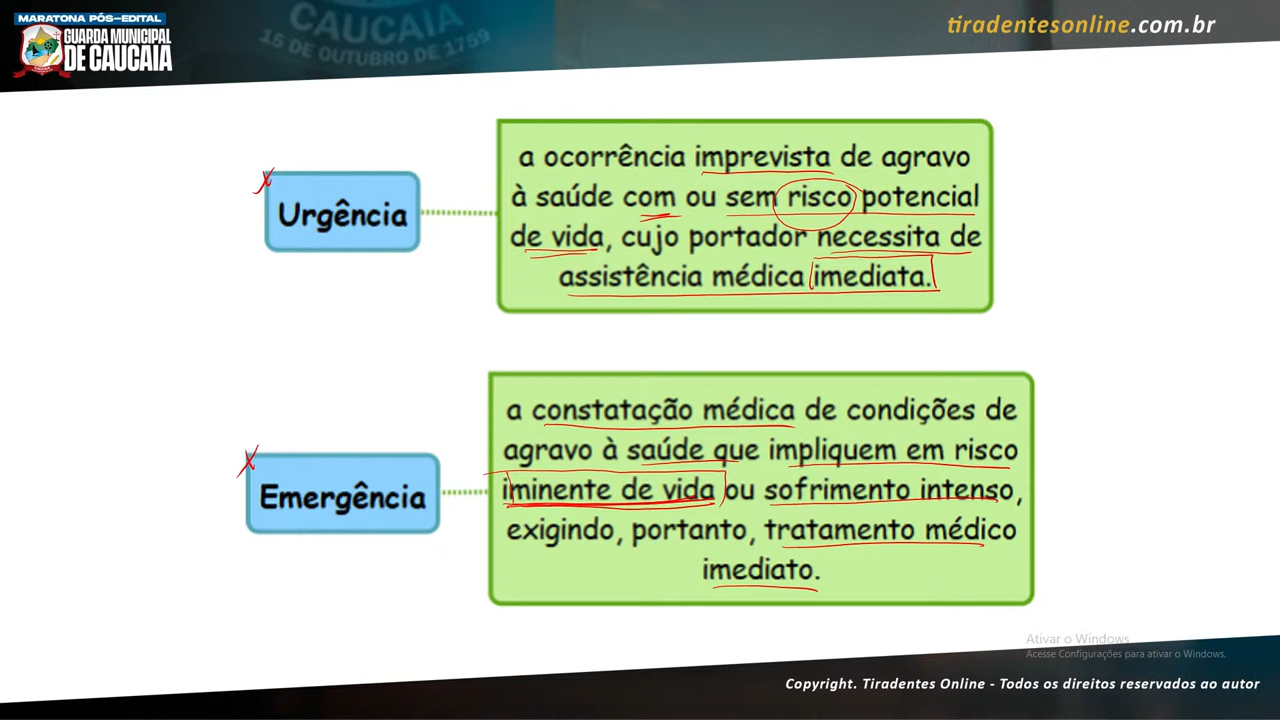 MARATONA PÓS-EDITAL
GUARDA MUNICIPAL
DE CAUCAIA
CAUCAIA
15 DE OUTUBRO DE 1759
tiradentesonline.com.br
Urgência
a ocorrência imprevista de agravo
à saúde com ou sem risco potencial
de vida, cujo portador necessita de
assistência médica imediata.
Emergência
a constatação médica de condições de
agravo à saúde que impliquem em risco
iminente de vida ou sofrimento intenso,
exigindo, portanto, tratamento médico
imediato.
Ativar o Windows
Acesse Configurações para ativar o Windows.
Copyright. Tiradentes Online - Todos os direitos reservados ao autor